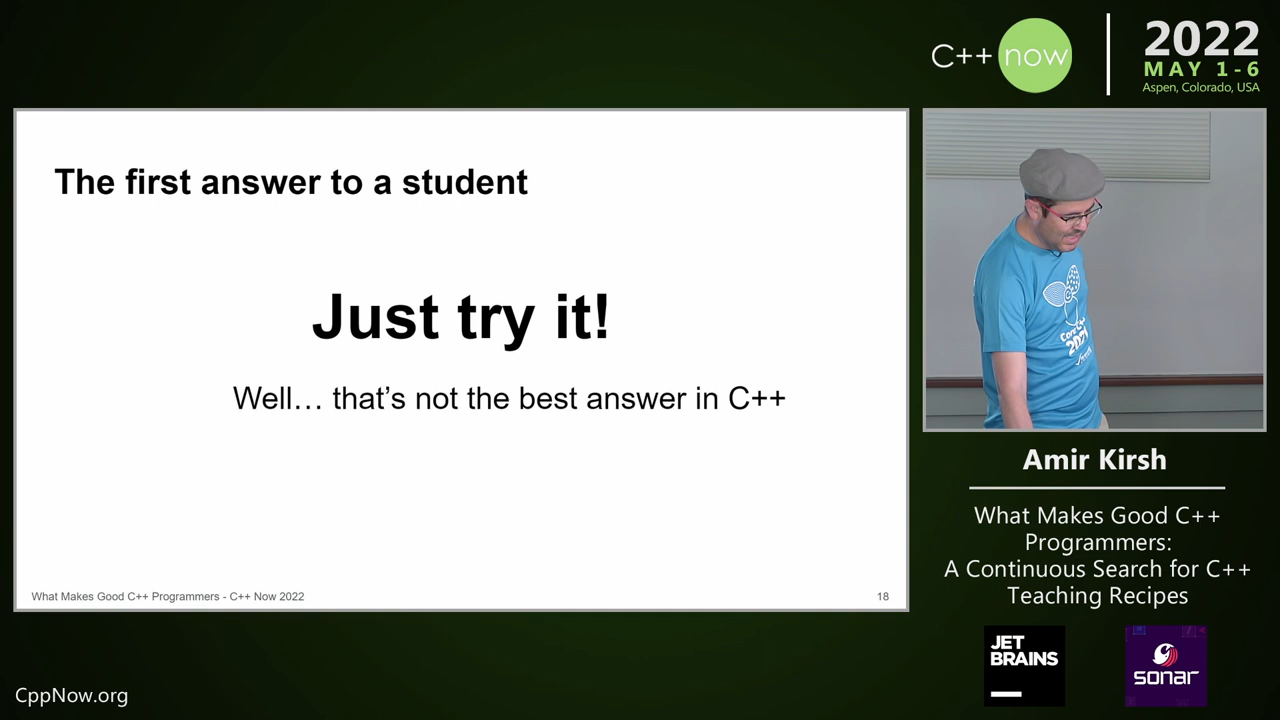 C++ now
2022
MAY 1-6
Aspen, Colorado, USA
The first answer to a student
Just try it!
Well… that's not the best answer in C++
What Makes Good C++ Programmers - C++ Now 2022
18
Core C++
2021
Amir Kirsh
What Makes Good C++
Programmers:
A Continuous Search for C++
Teaching Recipes
JET
BRAINS
sonar
CppNow.org